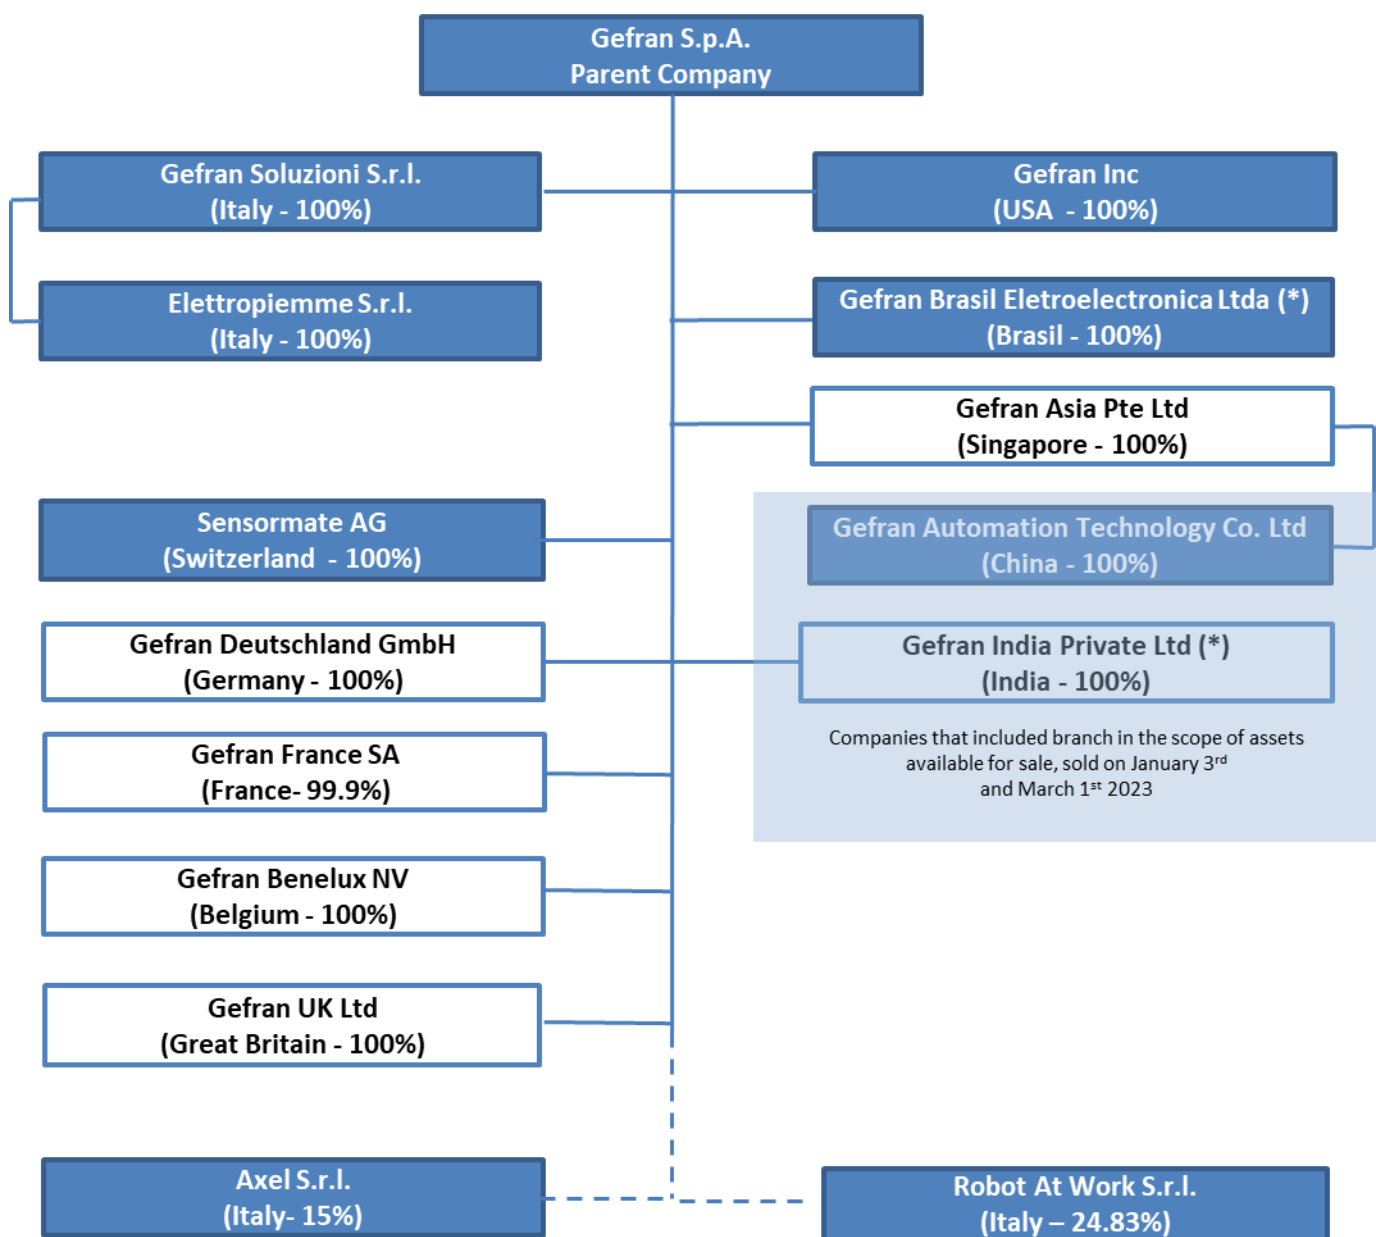 Gefran S.p.A.
Parent Company
Gefran Soluzioni S.r.l.
(Italy - 100%)
Gefran Inc
(USA - 100%)
Elettropiemme S.r.l.
(Italy - 100%)
Gefran Brasil Eletroelectronica Ltda (*)
(Brasil - 100%)
Gefran Asia Pte Ltd
(Singapore - 100%)
Sensormate AG
(Switzerland - 100%)
Gefran Automation Technology Co. Ltd
(China - 100%)
Gefran Deutschland GmbH
(Germany - 100%)
Gefran India Private Ltd (*)
(India - 100%)
Companies that included branch in the scope of assets
available for sale, sold on January 3rd
and March 1st 2023
Gefran France SA
(France- 99.9%)
Gefran Benelux NV
(Belgium - 100%)
Gefran UK Ltd
(Great Britain - 100%)
Axel S.r.l.
(Italy- 15%)
Robot At Work S.r.l.
(Italy – 24.83%)